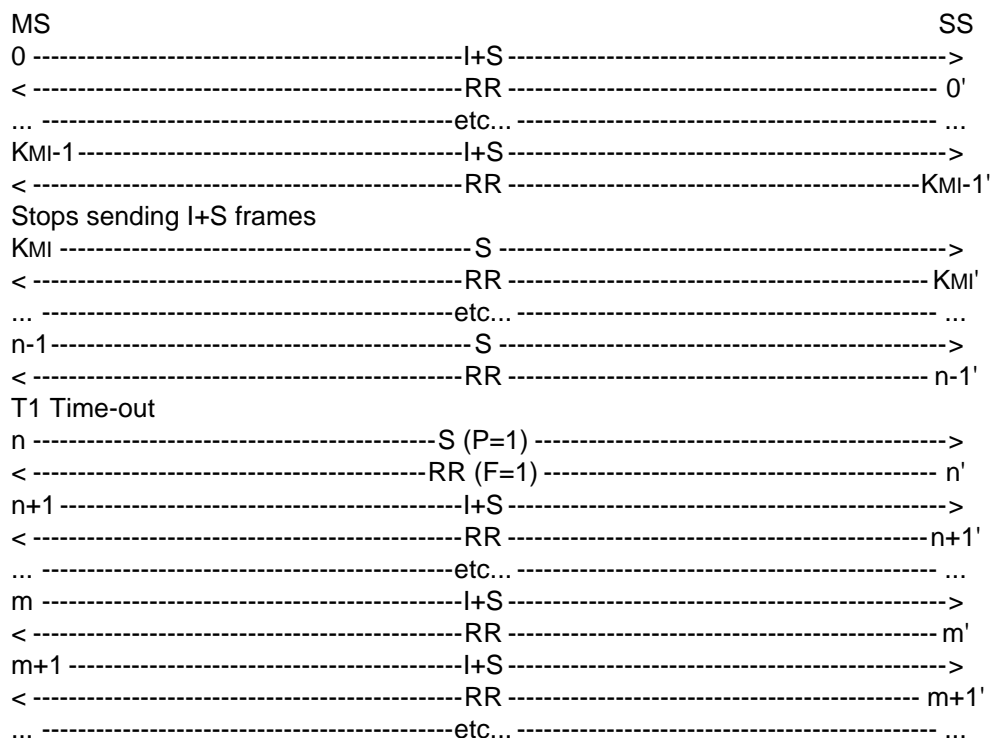 MS SS
0 -----------------------------------------------I+S ------------------------------------------------>
< -----------------------------------------------RR ----------------------------------------------- 0'
... ---------------------------------------------etc... ---------------------------------------------- ...
KMI-1------------------------------------------I+S ------------------------------------------------>
< -----------------------------------------------RR ---------------------------------------------KMI-1'
Stops sending I+S frames
KMI --------------------------------------------- S ------------------------------------------------->
< -----------------------------------------------RR ---------------------------------------------- KMI'
... ---------------------------------------------etc... ---------------------------------------------- ...
n-1---------------------------------------------- S ------------------------------------------------->
< -----------------------------------------------RR ---------------------------------------------- n-1'
T1 Time-out
n --------------------------------------------S (P=1) --------------------------------------------->
< -------------------------------------------RR (F=1) ------------------------------------------- n'
n+1 --------------------------------------------I+S ------------------------------------------------>
< -----------------------------------------------RR ----------------------------------------------n+1'
... ---------------------------------------------etc... ---------------------------------------------- ...
m ----------------------------------------------I+S ------------------------------------------------>
< -----------------------------------------------RR ----------------------------------------------- m'
m+1 -------------------------------------------I+S ------------------------------------------------>
< -----------------------------------------------RR --------------------------------------------- m+1'
... ---------------------------------------------etc... ---------------------------------------------- ...